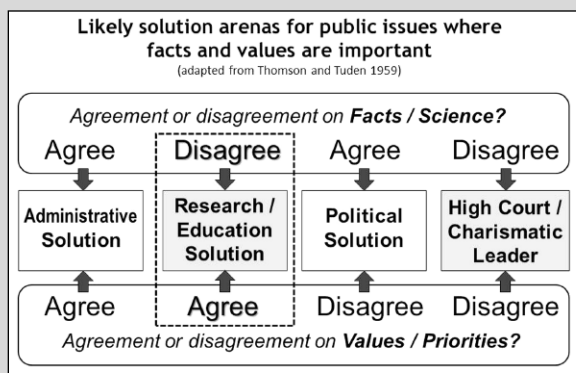 Likely solution arenas for public issues where
facts and values are important
(adapted from Thomson and Tuden 1959)
Agreement or disagreement on Facts / Science?
Agree Disagree Agree Disagree
Administrative
Solution
Research /
Education
Solution
Political
Solution
High Court /
Charismatic
Leader
Agree Agree Disagree Disagree
Agreement or disagreement on Values / Priorities?